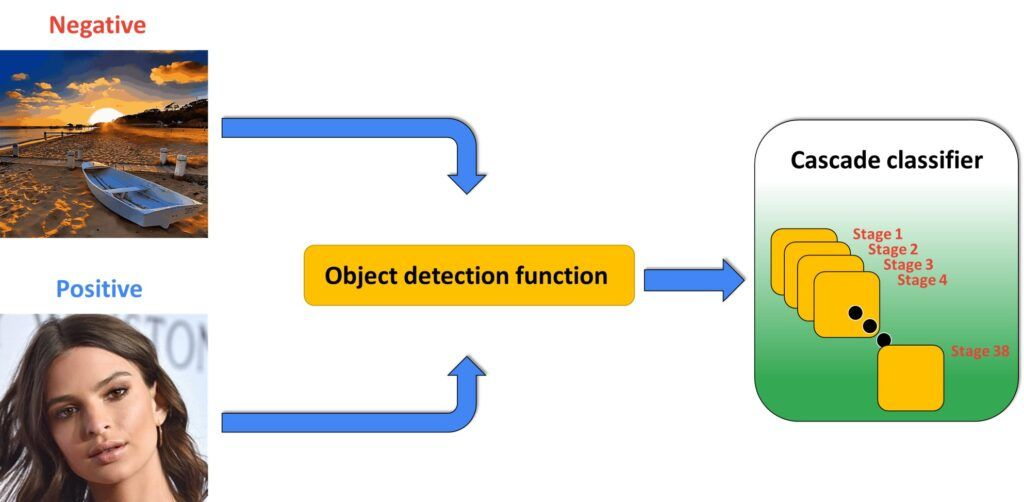 Negative
Positive
Object detection function
Cascade classifier
Stage 1
Stage 2
Stage 3
Stage 4
Stage 38